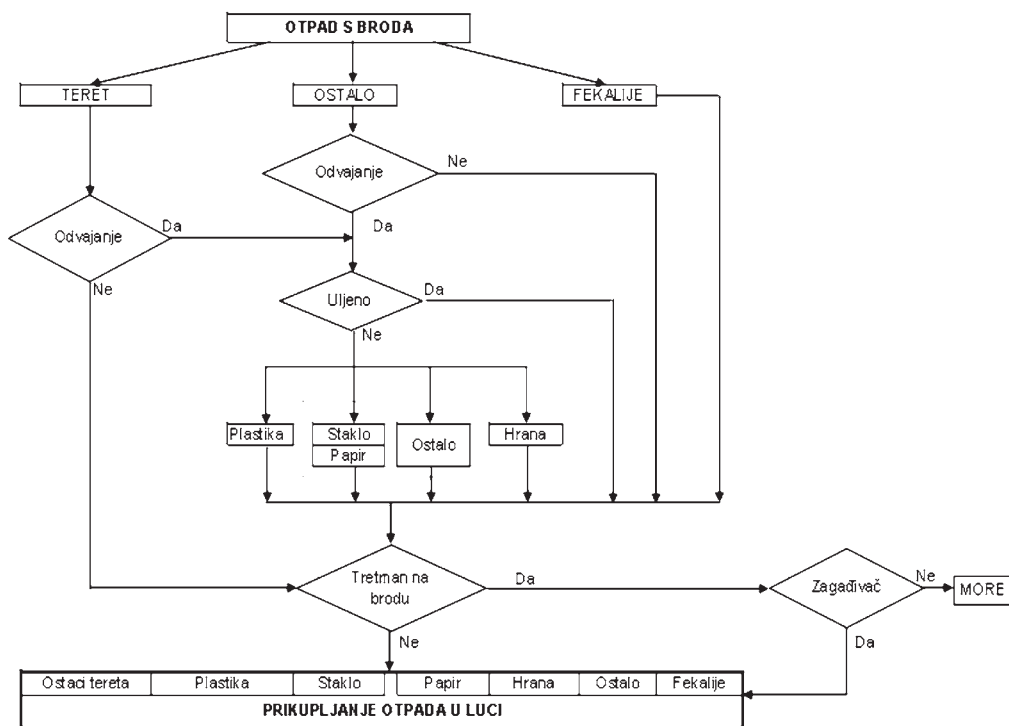 OTPAD S BRODA
TERET
OSTALO
FEKALIJE
Odvajanje
Ne
Da
Odvajanje
Da
Ne
Uljeno
Da
Ne
Plastika
Staklo
Papir
Ostalo
Hrana
Tretman na
brodu
Da
Ne
Zagađivač
Ne
MORE
Da
Ostaci tereta
Plastika
Staklo
Papir
Hrana
Ostalo
Fekalije
PRIKUPLJANJE OTPADA U LUCI